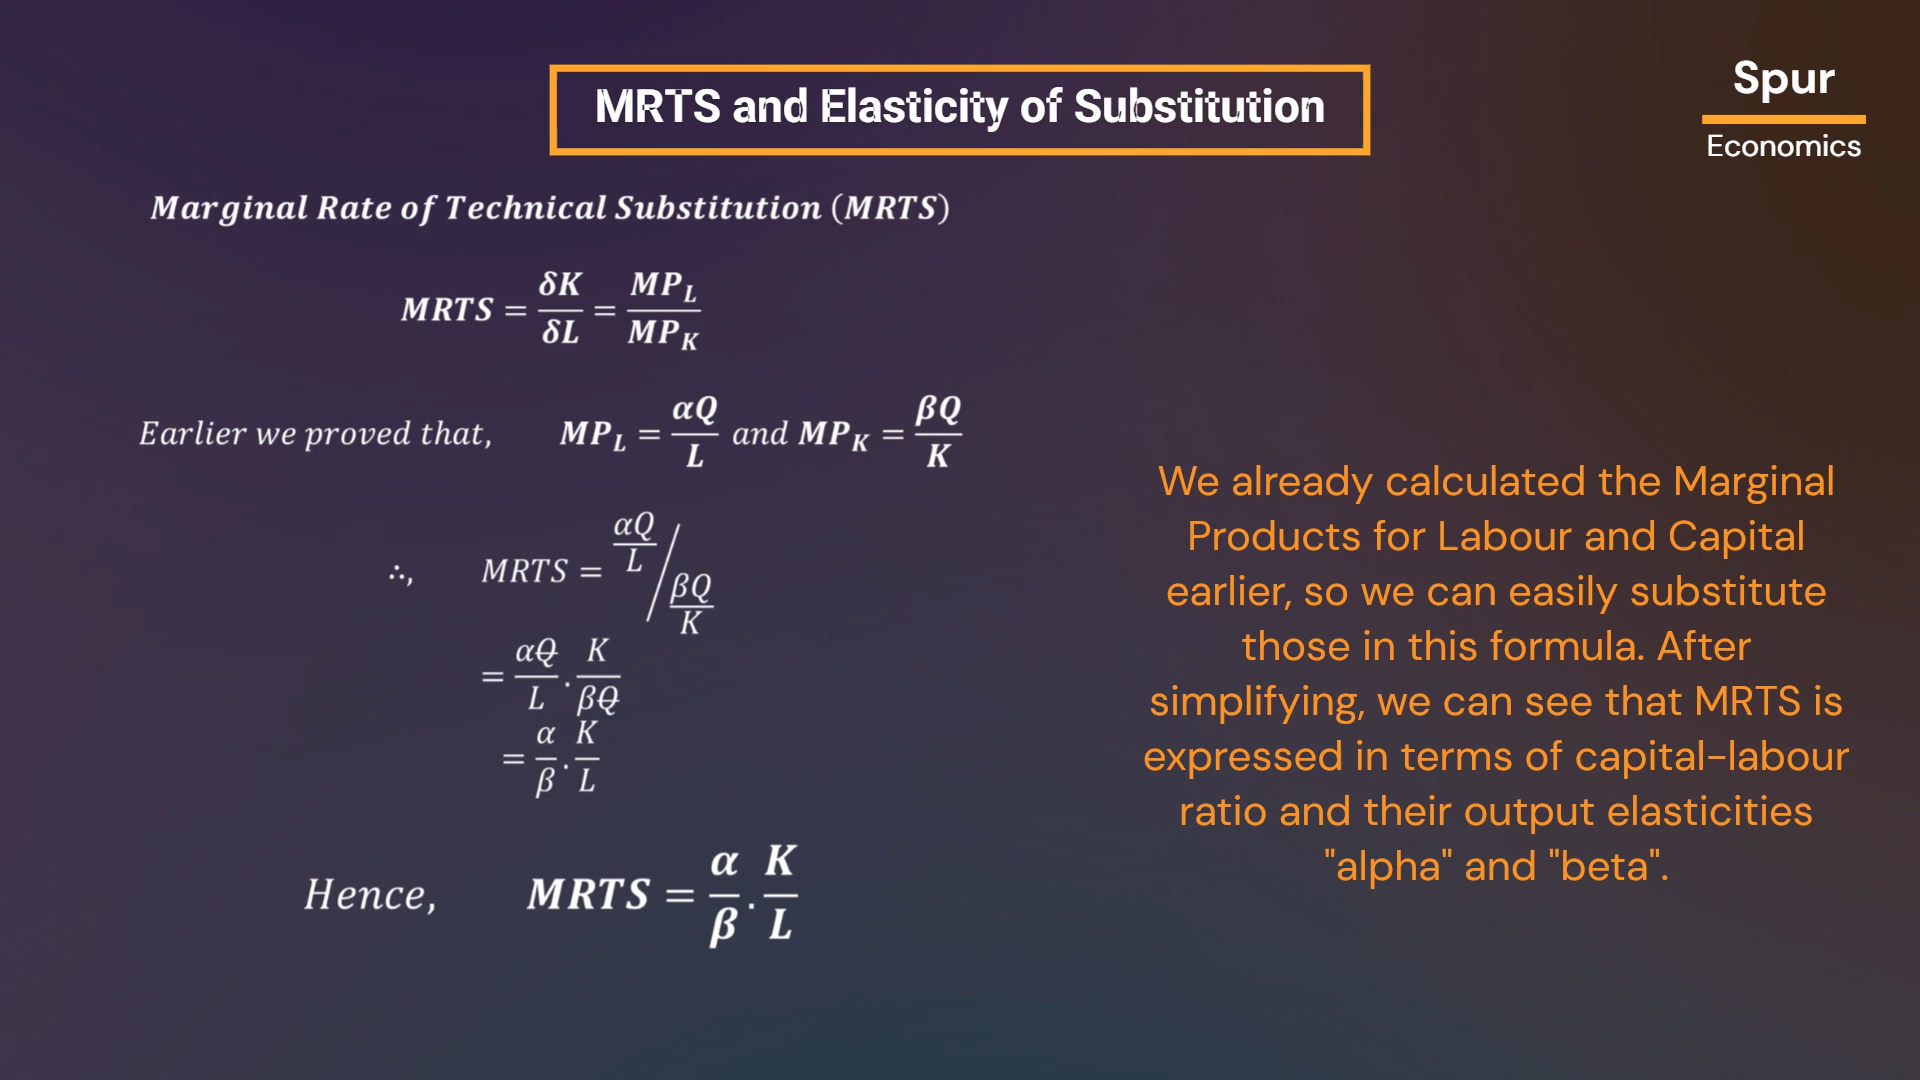 MRTS and Elasticity of Substitution
Spur
Economics
Marginal Rate of Technical Substitution (MRTS)
MRTS = δK/δL = MP_L/MP_K
Earlier we proved that, MP_L = αQ/L and MP_K = βQ/K
∴, MRTS = αQ/L / βQ/K
= αQ/L . K/βQ
= α/β . K/L
Hence, MRTS = α/β . K/L
We already calculated the Marginal
Products for Labour and Capital
earlier, so we can easily substitute
those in this formula. After
simplifying, we can see that MRTS is
expressed in terms of capital-labour
ratio and their output elasticities
"alpha" and "beta".